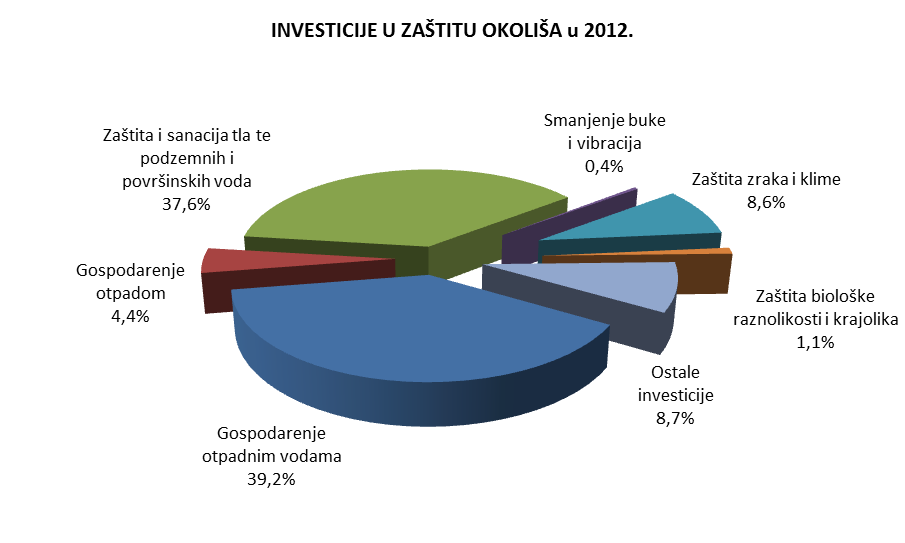 INVESTICIJE U ZAŠTITU OKOLIŠA u 2012.
Zaštita i sanacija tla te
podzemnih i
površinskih voda
37,6%
Smanjenje buke
i vibracija
0,4%
Zaštita zraka i klime
8,6%
Gospodarenje
otpadom
4,4%
Zaštita biološke
raznolikosti i krajolika
1,1%
Ostale
investicije
8,7%
Gospodarenje
otpadnim vodama
39,2%